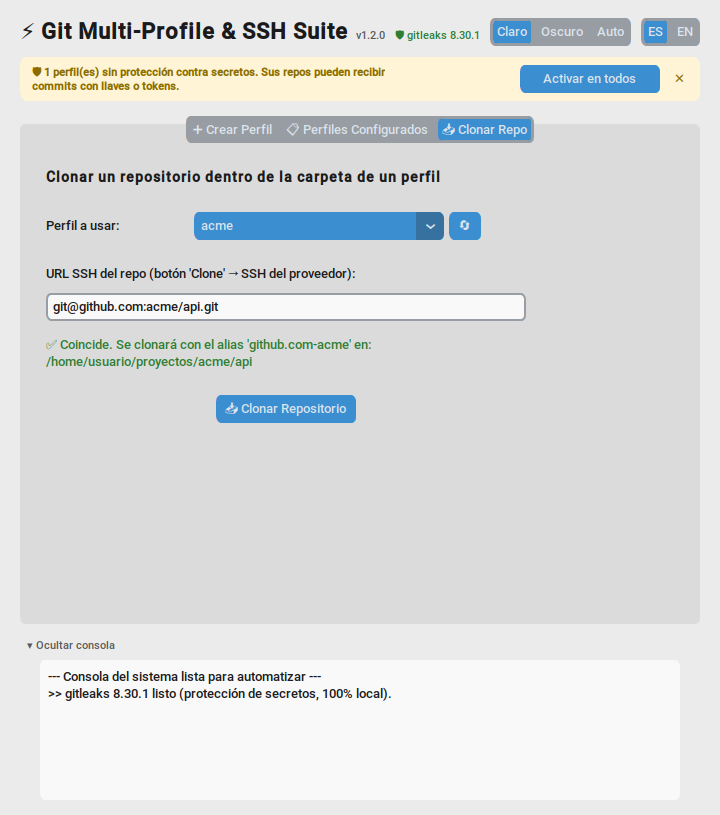 ⚡ Git Multi-Profile & SSH Suite v1.2.0 🛡 gitleaks 8.30.1 Claro Oscuro Auto ES EN
🛡 1 perfil(es) sin protección contra secretos. Sus repos pueden recibir
commits con llaves o tokens.
Activar en todos ✕
➕ Crear Perfil 📋 Perfiles Configurados 📥 Clonar Repo
Clonar un repositorio dentro de la carpeta de un perfil
Perfil a usar: acme 🔄
URL SSH del repo (botón 'Clone' → SSH del proveedor):
git@github.com:acme/api.git
✅ Coincide. Se clonará con el alias 'github.com-acme' en:
/home/usuario/proyectos/acme/api
📥 Clonar Repositorio
▾ Ocultar consola
--- Consola del sistema lista para automatizar ---
>> gitleaks 8.30.1 listo (protección de secretos, 100% local).